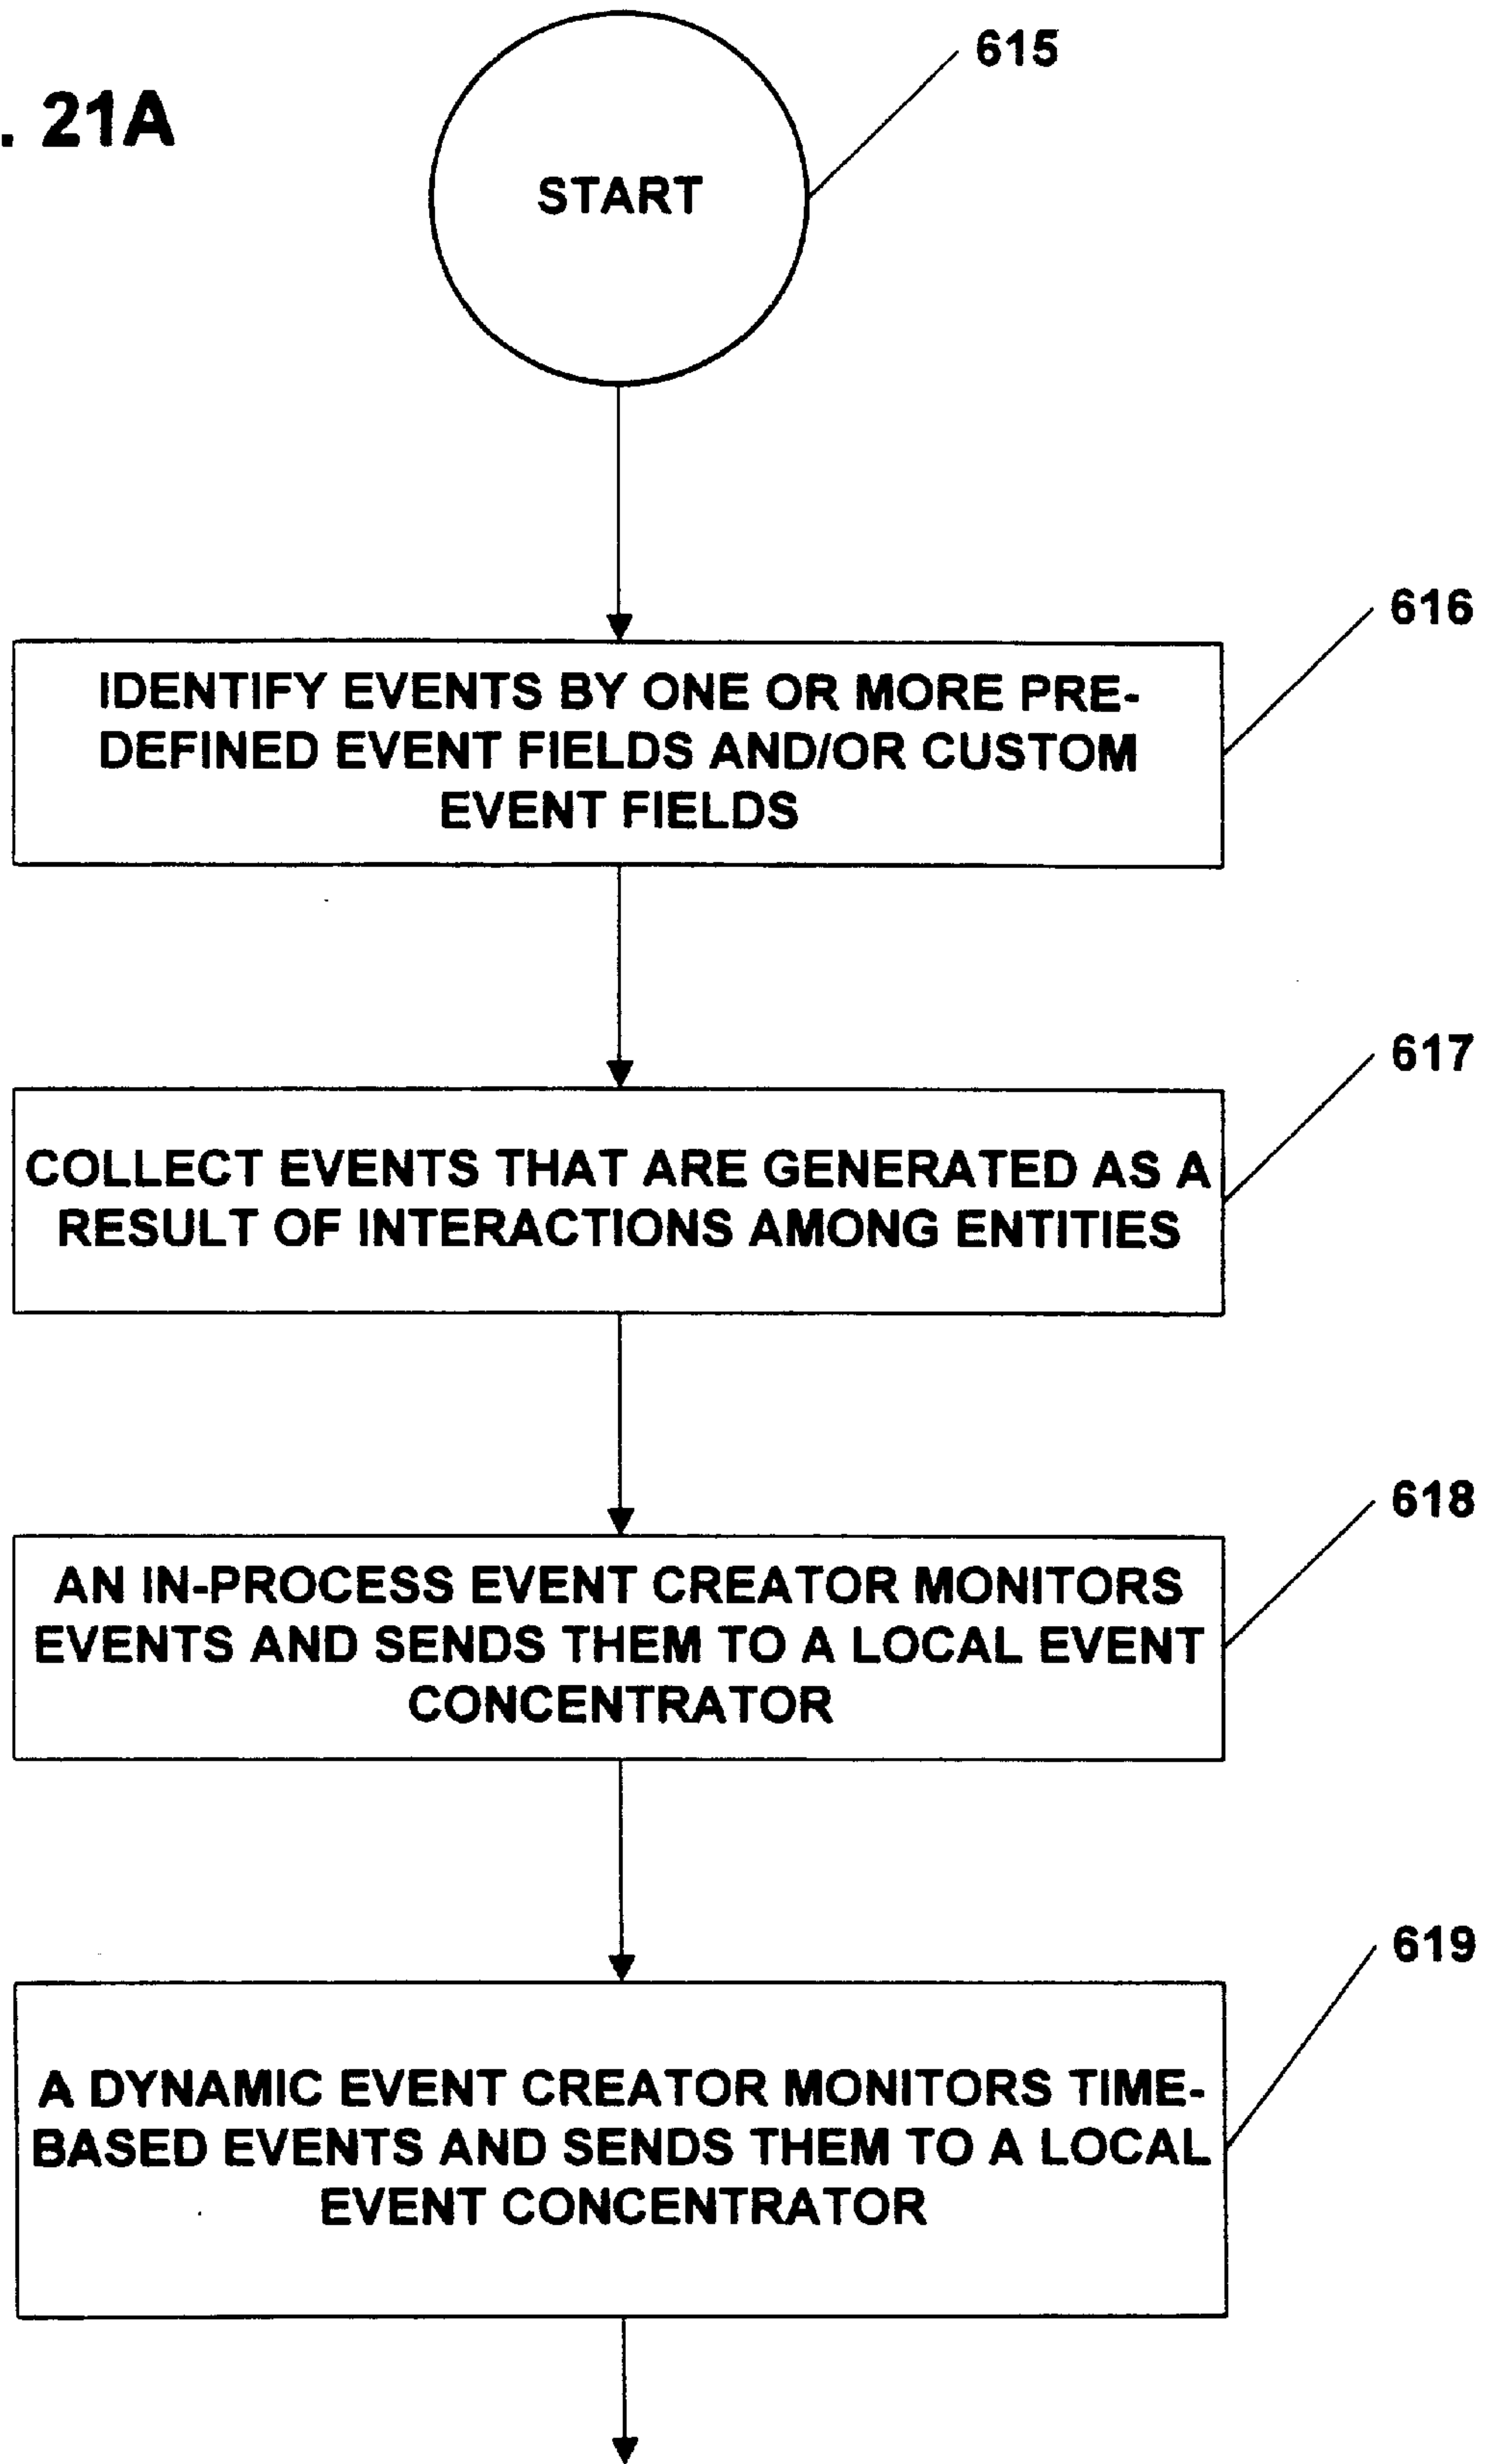 . 21A
615
START
616
IDENTIFY EVENTS BY ONE OR MORE PRE-
DEFINED EVENT FIELDS AND/OR CUSTOM
EVENT FIELDS
617
COLLECT EVENTS THAT ARE GENERATED AS A
RESULT OF INTERACTIONS AMONG ENTITIES
618
AN IN-PROCESS EVENT CREATOR MONITORS
EVENTS AND SENDS THEM TO A LOCAL EVENT
CONCENTRATOR
619
A DYNAMIC EVENT CREATOR MONITORS TIME-
BASED EVENTS AND SENDS THEM TO A LOCAL
EVENT CONCENTRATOR